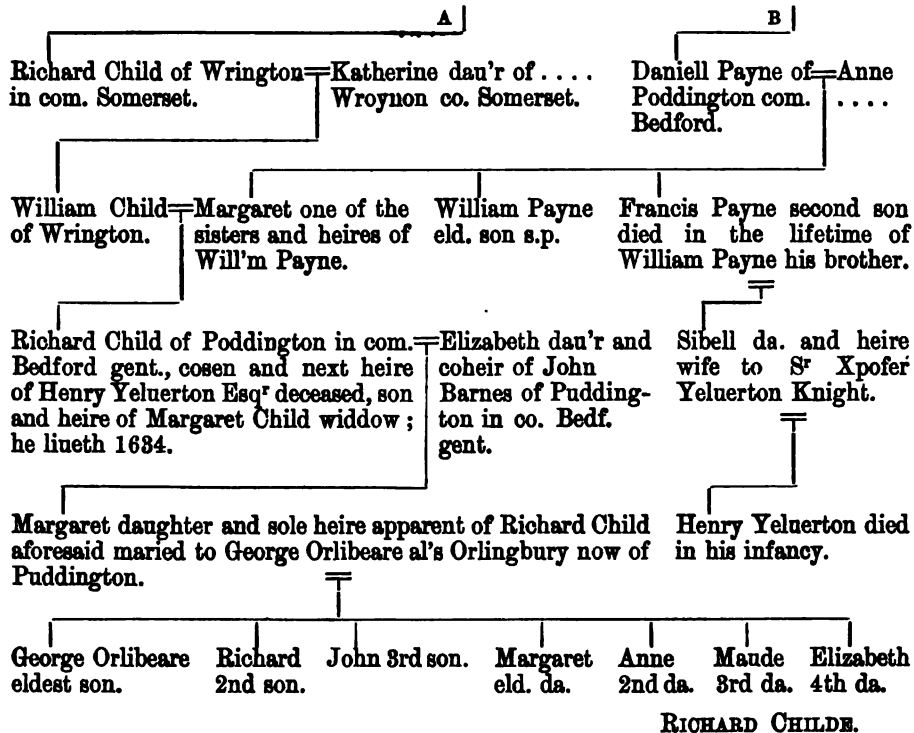 A
B
Richard Child of Wrington
in com. Somerset.
Katherine dau'r of . . . .
Wroynon co. Somerset.
Daniell Payne of
Poddington com.
Bedford.
Anne
. . . .
William Child
of Wrington.
Margaret one of the
sisters and heires of
Will'm Payne.
William Payne
eld. son s.p.
Francis Payne second son
died in the lifetime of
William Payne his brother.
Richard Child of Poddington in com.
Bedford gent., cosen and next heire
of Henry Yeluerton Esqʳ deceased, son
and heire of Margaret Child widdow ;
he liueth 1634.
Elizabeth dau'r and
coheir of John
Barnes of Pudding-
ton in co. Bedf.
gent.
Sibell da. and heire
wife to Sʳ Xpofer
Yeluerton Knight.
Margaret daughter and sole heire apparent of Richard Child
aforesaid maried to George Orlibeare al's Orlingbury now of
Puddington.
Henry Yeluerton died
in his infancy.
George Orlibeare
eldest son.
Richard
2nd son.
John 3rd son.
Margaret
eld. da.
Anne
2nd da.
Maude
3rd da.
Elizabeth
4th da.
RICHARD CHILDE.